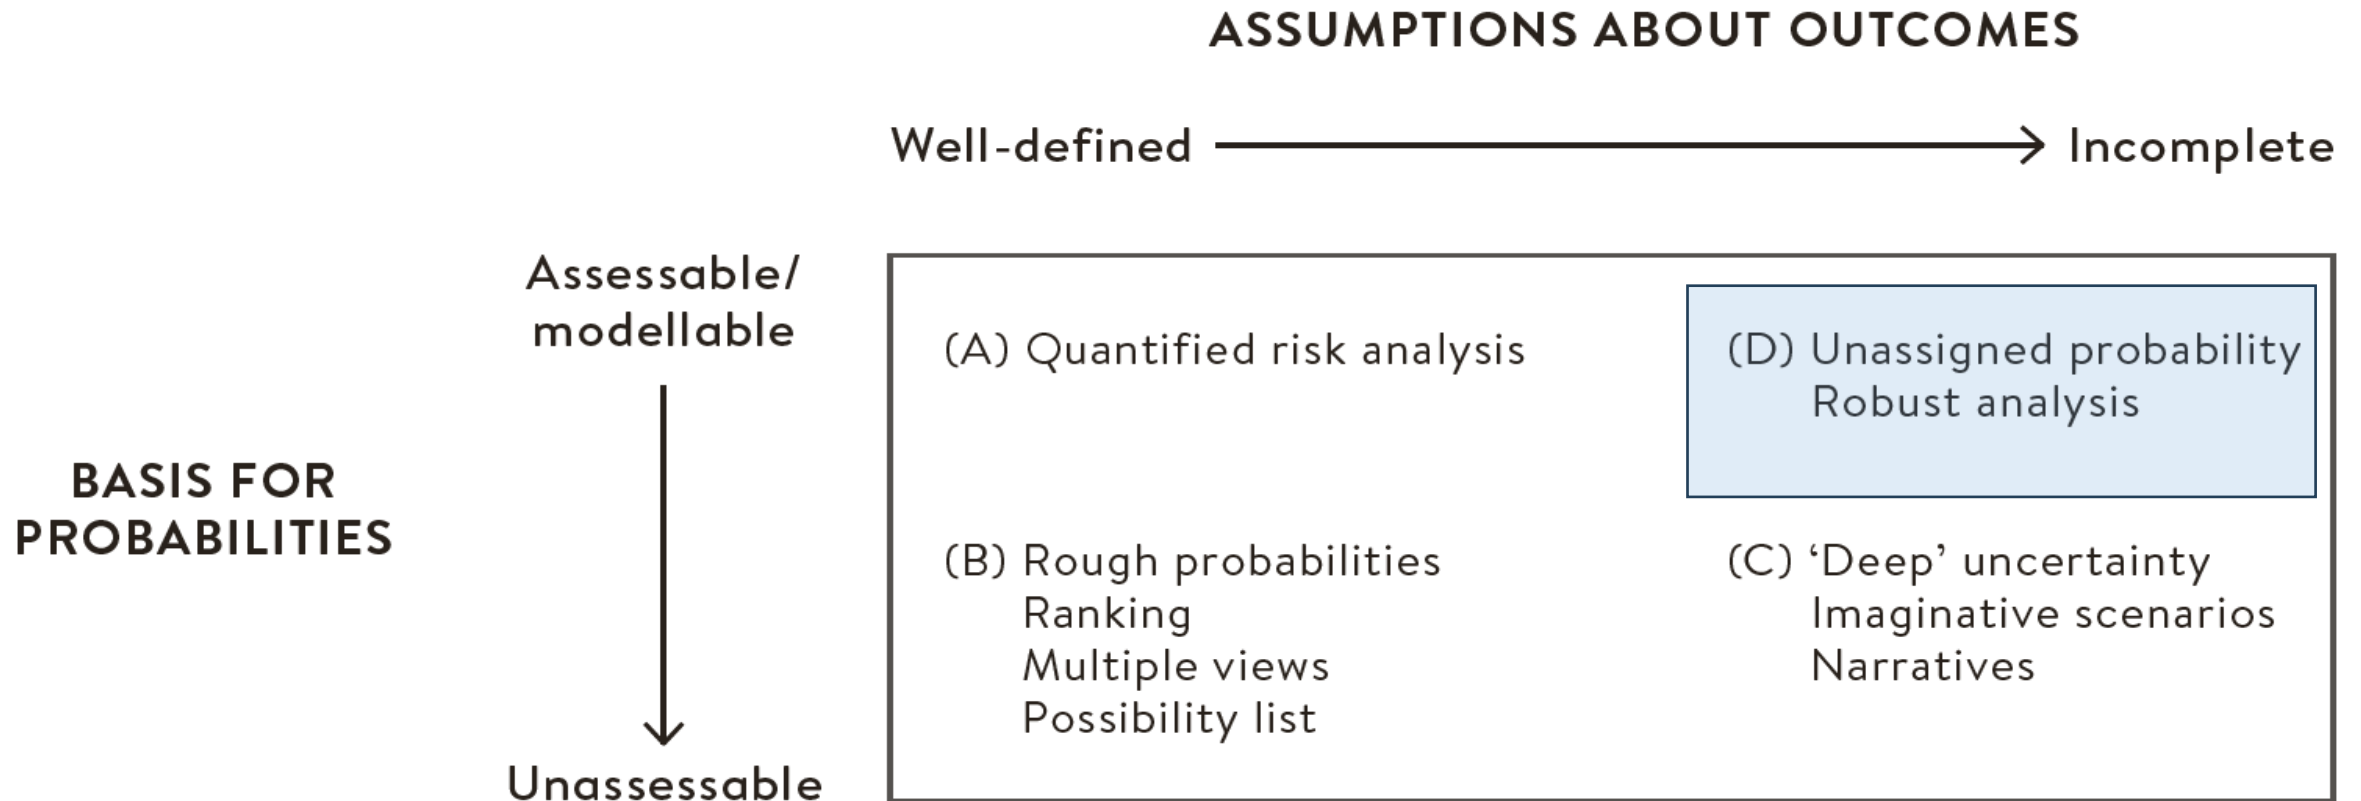 ASSUMPTIONS ABOUT OUTCOMES
Well-defined
Incomplete
Assessable/
modellable
BASIS FOR
PROBABILITIES
Unassessable
(A) Quantified risk analysis
(D) Unassigned probability
Robust analysis
(B) Rough probabilities
Ranking
Multiple views
Possibility list
(C) ‘Deep’ uncertainty
Imaginative scenarios
Narratives